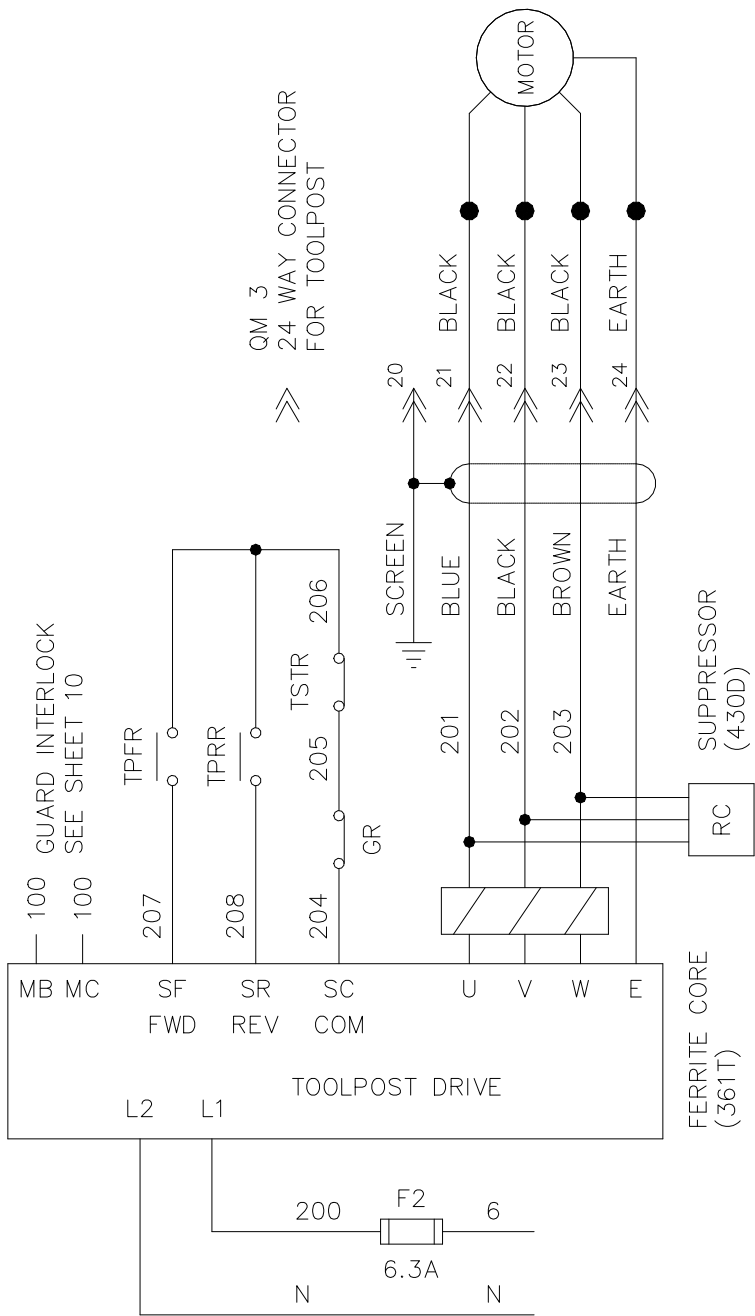 QM 3
24 WAY CONNECTOR
FOR TOOLPOST
MOTOR
BLACK
BLACK
BLACK
EARTH
20
21
22
23
24
SCREEN
BLUE
BLACK
BROWN
EARTH
100
GUARD INTERLOCK
100
SEE SHEET 10
TPFR
TPRR
TSTR
206
205
GR
207
208
204
201
202
203
SUPPRESSOR
(430D)
RC
MB
MC
SF
SR
SC
U
V
W
E
FWD
REV
COM
TOOLPOST DRIVE
FERRITE CORE
(361T)
L2
L1
200
F2
6
6.3A
N
N